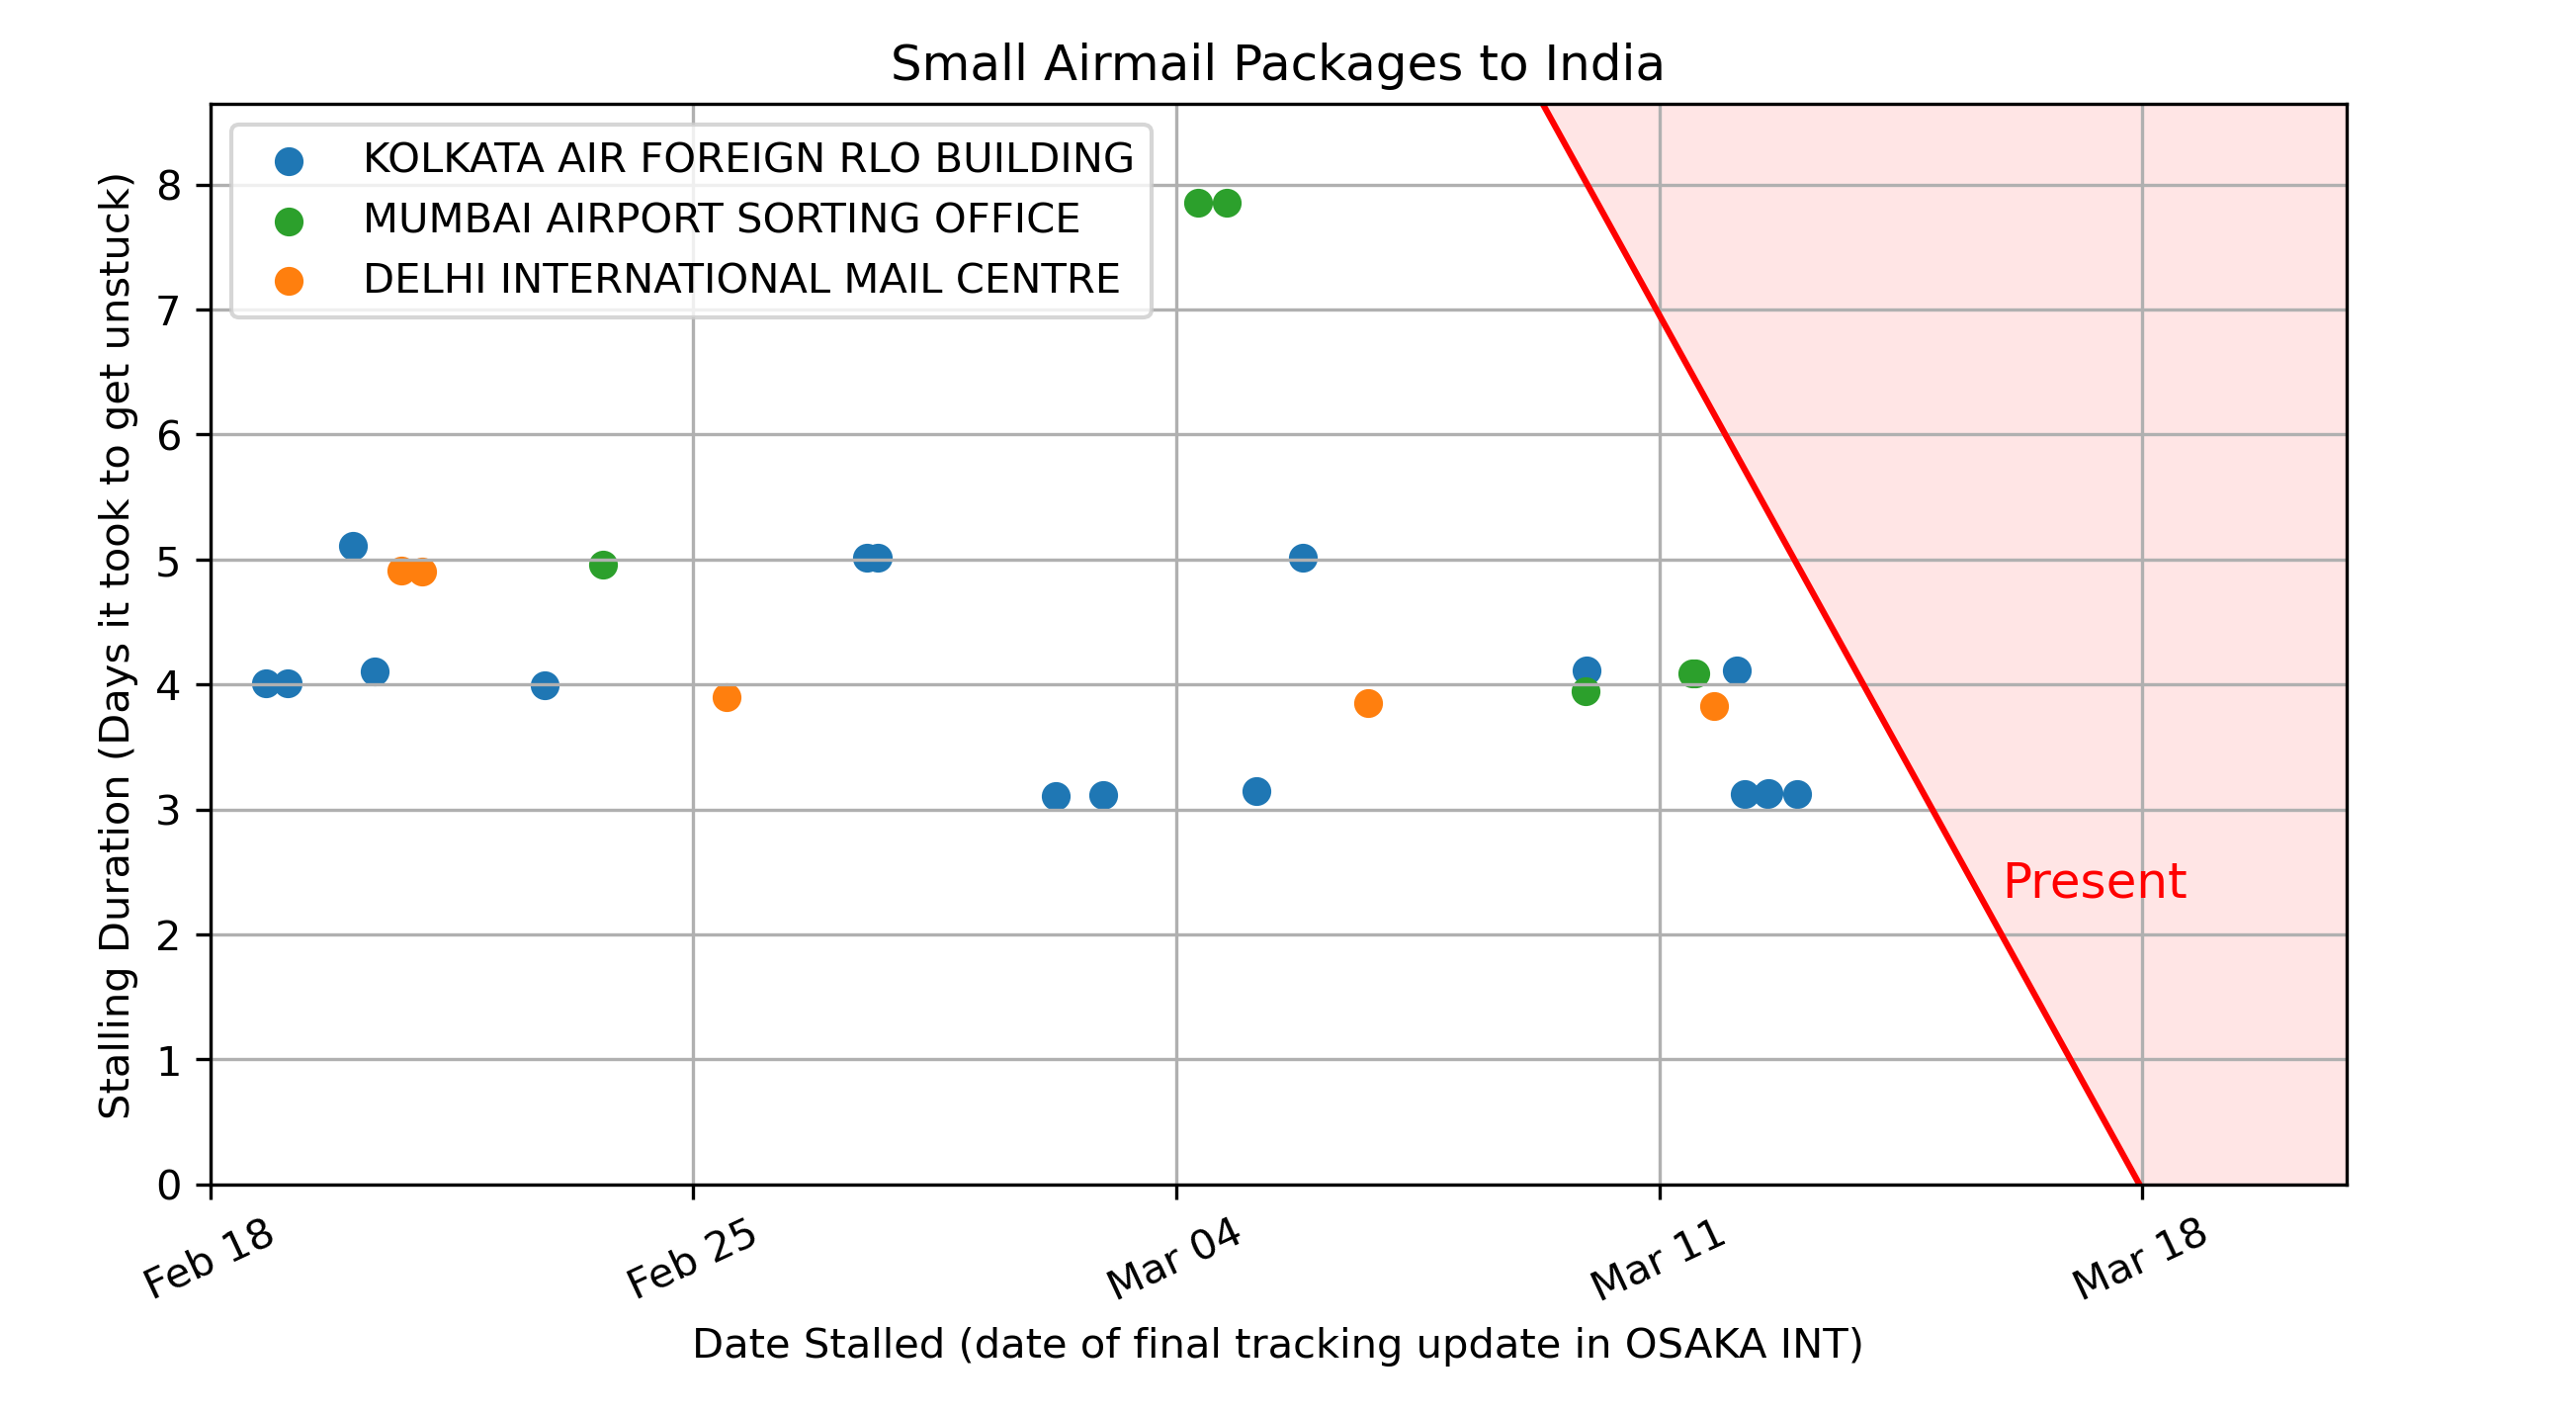 Small Airmail Packages to India
KOLKATA AIR FOREIGN RLO BUILDING
MUMBAI AIRPORT SORTING OFFICE
DELHI INTERNATIONAL MAIL CENTRE
Stalling Duration (Days it took to get unstuck)
8
7
6
5
4
3
2
1
0
Present
Feb 18
Feb 25
Mar 04
Mar 11
Mar 18
Date Stalled (date of final tracking update in OSAKA INT)